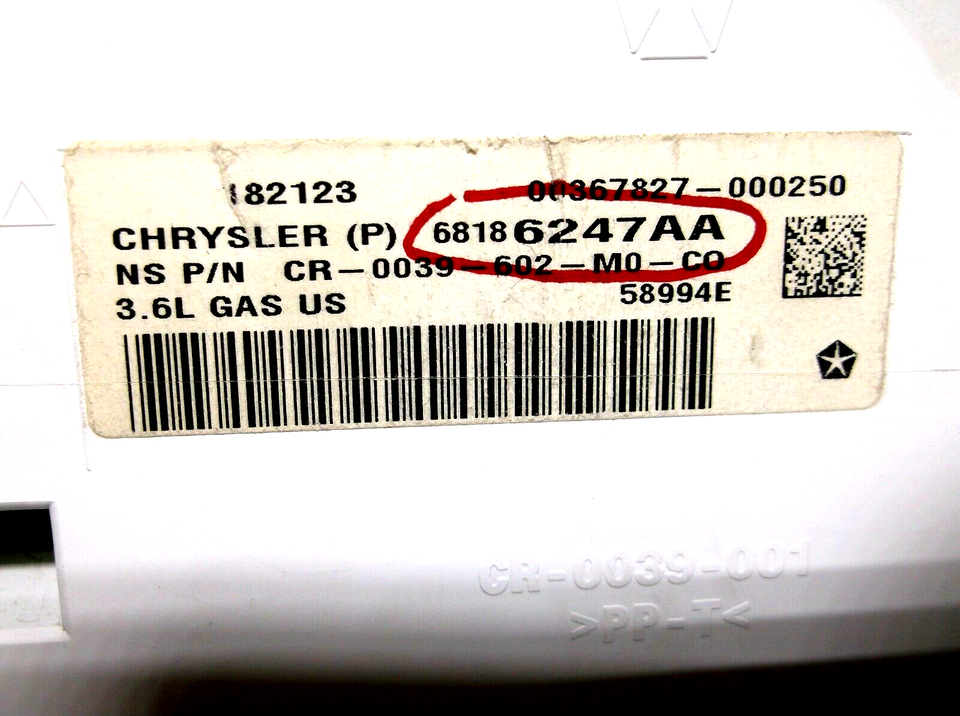 182123 00367827-000250
CHRYSLER (P) 68186247AA
NS P/N CR-0039-602-M0-CO
3.6L GAS US 58994E
CR-0039-001
>PP-T<